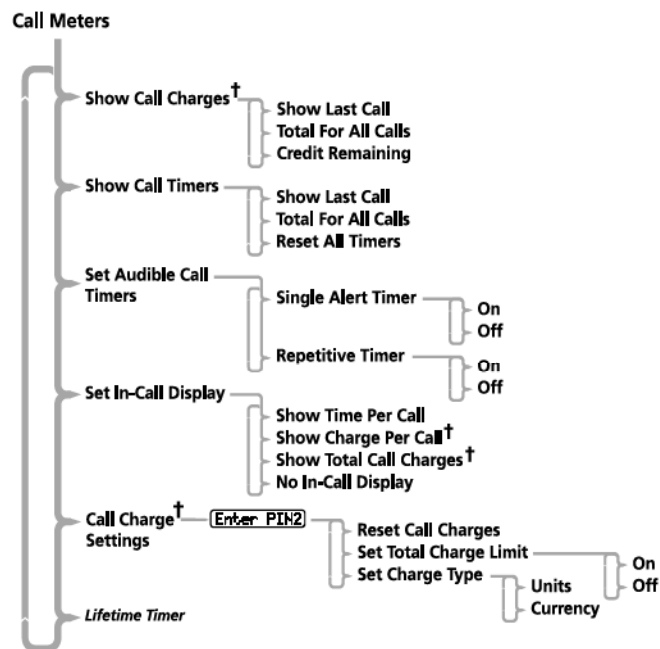 Call Meters
Show Call Charges†
Show Last Call
Total For All Calls
Credit Remaining
Show Call Timers
Show Last Call
Total For All Calls
Reset All Timers
Set Audible Call
Timers
Single Alert Timer
On
Off
Repetitive Timer
On
Off
Set In-Call Display
Show Time Per Call
Show Charge Per Call†
Show Total Call Charges†
No In-Call Display
Call Charge†
Settings
Enter PIN2
Reset Call Charges
Set Total Charge Limit
On
Off
Set Charge Type
Units
Currency
Lifetime Timer